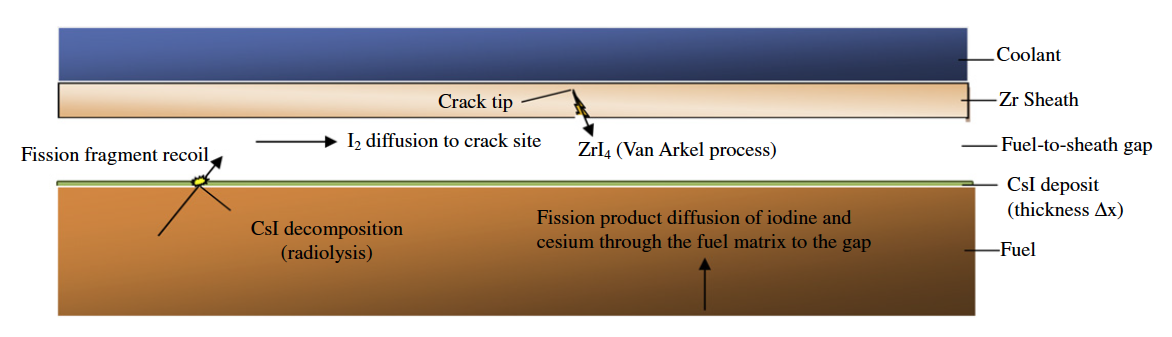 Coolant
Crack tip
Zr Sheath
I₂ diffusion to crack site
ZrI₄ (Van Arkel process)
Fuel-to-sheath gap
Fission fragment recoil
CsI deposit
(thickness Δx)
CsI decomposition
(radiolysis)
Fission product diffusion of iodine and
cesium through the fuel matrix to the gap
Fuel